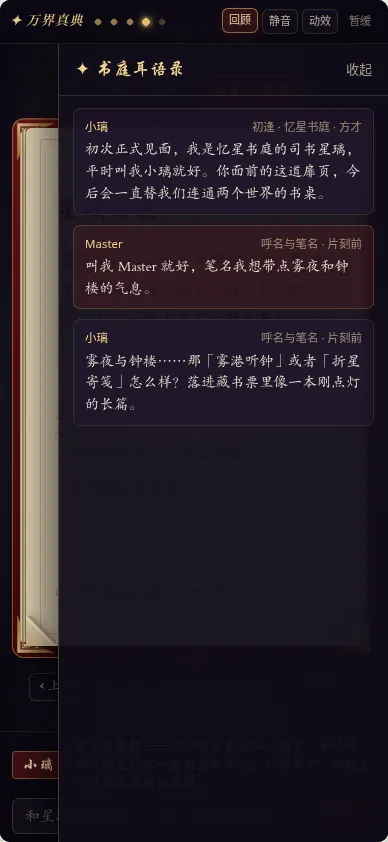 万界真典
回顾
静音
动效
暂缓
书庭耳语录
收起
小璃
初逢·忆星书庭·方才
初次正式见面，我是忆星书庭的司书星璃，
平时叫我小璃就好。你面前的这道扉页，今
后会一直替我们连通两个世界的书桌。
Master
呼名与笔名·片刻前
叫我 Master 就好，笔名我想带点雾夜和钟
楼的气息。
小璃
呼名与笔名·片刻前
雾夜与钟楼……那「雾港听钟」或者「折星
寄笺」怎么样？落进藏书票里像一本刚点灯
的长篇。
‹ 上
小璃
和星